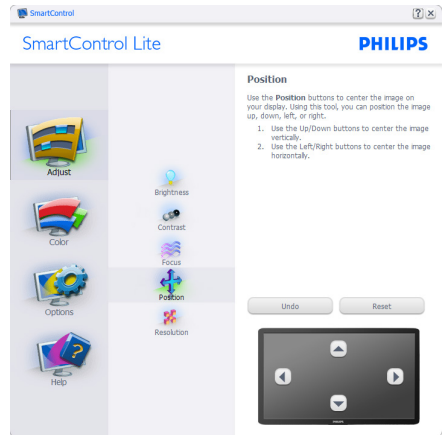 SmartControl
SmartControl Lite
PHILIPS
Adjust
Color
Options
Help
Brightness
Contrast
Focus
Position
Resolution
Position
Use the Position buttons to center the image on
your display. Using this tool, you can position the image
up, down, left, or right.
1. Use the Up/Down buttons to center the image
vertically.
2. Use the Left/Right buttons to center the image
horizontally.
Undo
Reset
PHILIPS